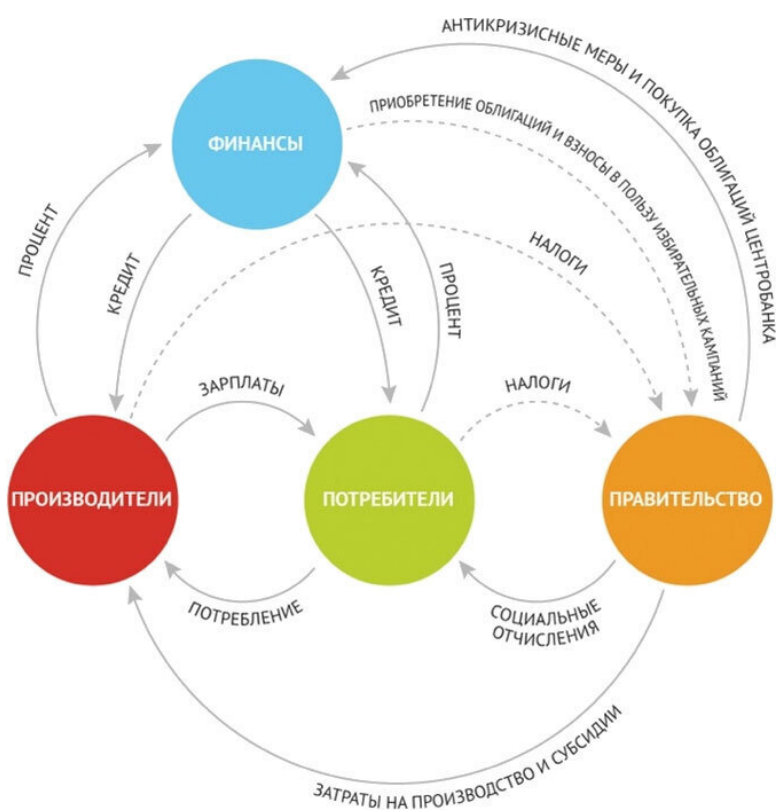 АНТИКРИЗИСНЫЕ МЕРЫ И ПОКУПКА ОБЛИГАЦИЙ ЦЕНТРОБАНКА
ПРИОБРЕТЕНИЕ ОБЛИГАЦИЙ И ВЗНОСЫ В ПОЛЬЗУ ИЗБИРАТЕЛЬНЫХ КАМПАНИЙ
ФИНАНСЫ
ПРОЦЕНТ
КРЕДИТ
КРЕДИТ
ПРОЦЕНТ
НАЛОГИ
ЗАРПЛАТЫ
НАЛОГИ
ПРОИЗВОДИТЕЛИ
ПОТРЕБИТЕЛИ
ПРАВИТЕЛЬСТВО
ПОТРЕБЛЕНИЕ
СОЦИАЛЬНЫЕ
ОТЧИСЛЕНИЯ
ЗАТРАТЫ НА ПРОИЗВОДСТВО И СУБСИДИИ